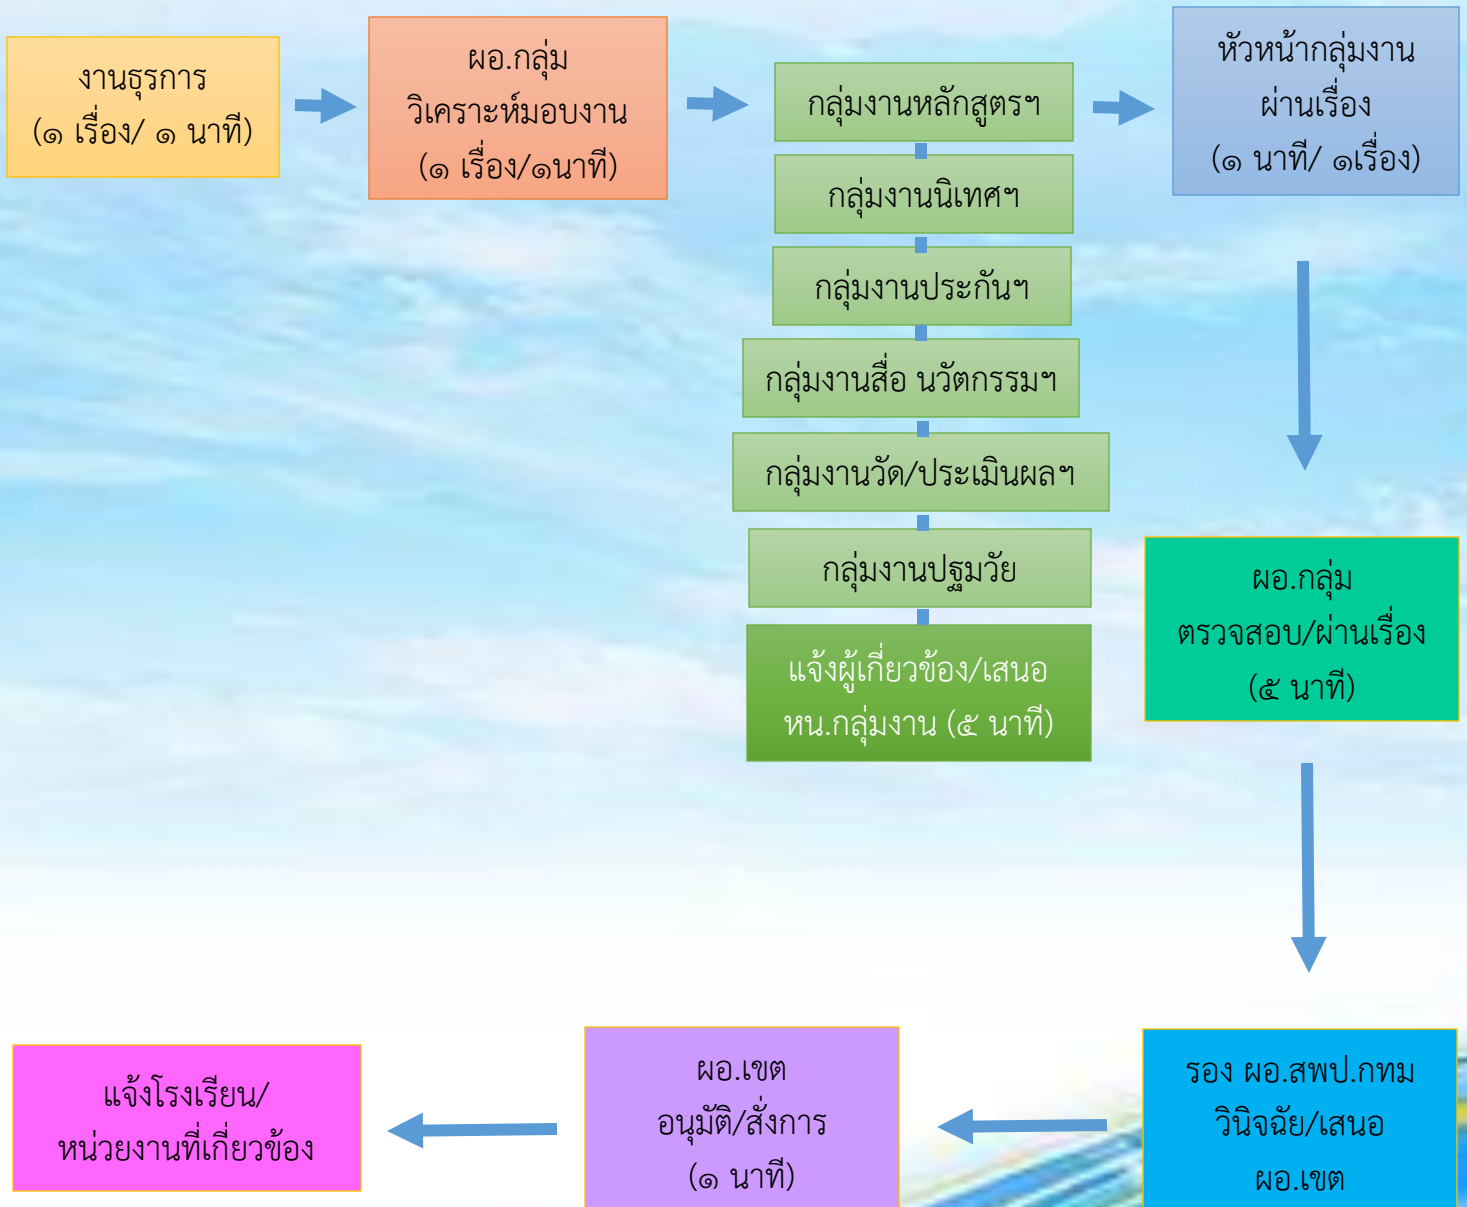 งานธุรการ
(๑ เรื่อง/ ๑ นาที)
ผอ.กลุ่ม
วิเคราะห์มอบงาน
(๑ เรื่อง/๑นาที)
กลุ่มงานหลักสูตรฯ
กลุ่มงานนิเทศฯ
กลุ่มงานประกันฯ
กลุ่มงานสื่อ นวัตกรรมฯ
กลุ่มงานวัด/ประเมินผลฯ
กลุ่มงานปฐมวัย
แจ้งผู้เกี่ยวข้อง/เสนอ
หน.กลุ่มงาน (๕ นาที)
หัวหน้ากลุ่มงาน
ผ่านเรื่อง
(๑ นาที/ ๑เรื่อง)
ผอ.กลุ่ม
ตรวจสอบ/ผ่านเรื่อง
(๕ นาที)
รอง ผอ.สพป.กทม
วินิจฉัย/เสนอ
ผอ.เขต
ผอ.เขต
อนุมัติ/สั่งการ
(๑ นาที)
แจ้งโรงเรียน/
หน่วยงานที่เกี่ยวข้อง